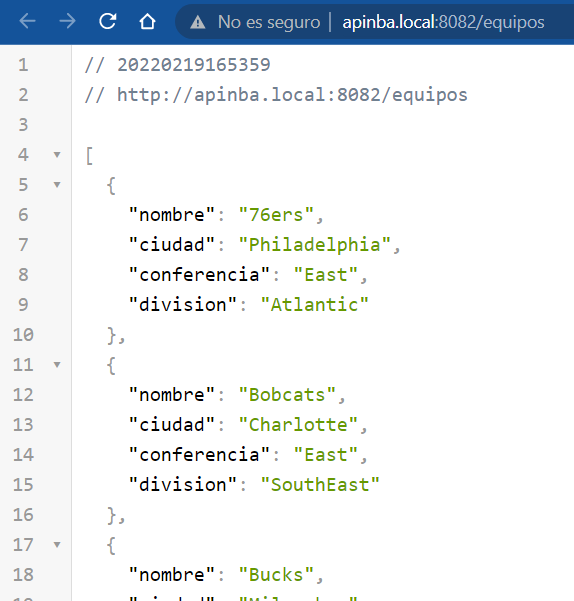 No es seguro | apinba.local:8082/equipos
1 // 20220219165359
2 // http://apinba.local:8082/equipos
3
4 [
5 {
6 "nombre": "76ers",
7 "ciudad": "Philadelphia",
8 "conferencia": "East",
9 "division": "Atlantic"
10 },
11 {
12 "nombre": "Bobcats",
13 "ciudad": "Charlotte",
14 "conferencia": "East",
15 "division": "SouthEast"
16 },
17 {
18 "nombre": "Bucks",